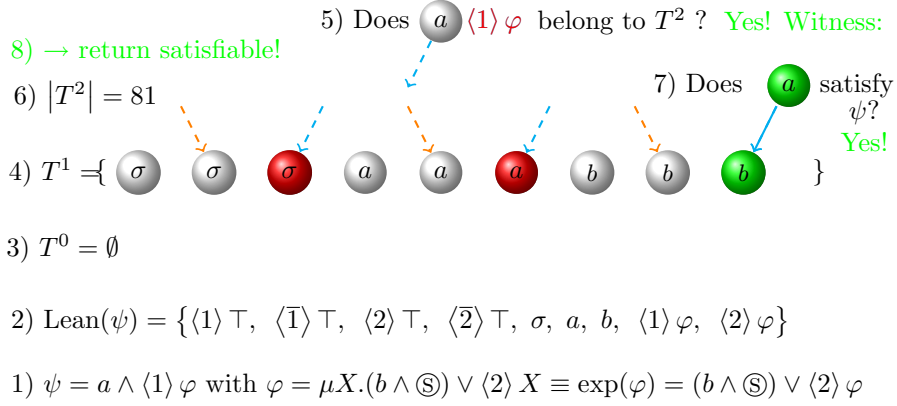 5) Does a ⟨1⟩ φ belong to T² ? Yes! Witness:
8) → return satisfiable!
6) |T²| = 81
7) Does a satisfy ψ?
Yes!
4) T¹ = { σ σ σ a a a b b b }
3) T⁰ = ∅
2) Lean(ψ) = {⟨1⟩ ⊤, ⟨1̅⟩ ⊤, ⟨2⟩ ⊤, ⟨2̅⟩ ⊤, σ, a, b, ⟨1⟩ φ, ⟨2⟩ φ}
1) ψ = a ∧ ⟨1⟩ φ with φ = μX.(b ∧ Ⓢ) ∨ ⟨2⟩ X ≡ exp(φ) = (b ∧ Ⓢ) ∨ ⟨2⟩ φ